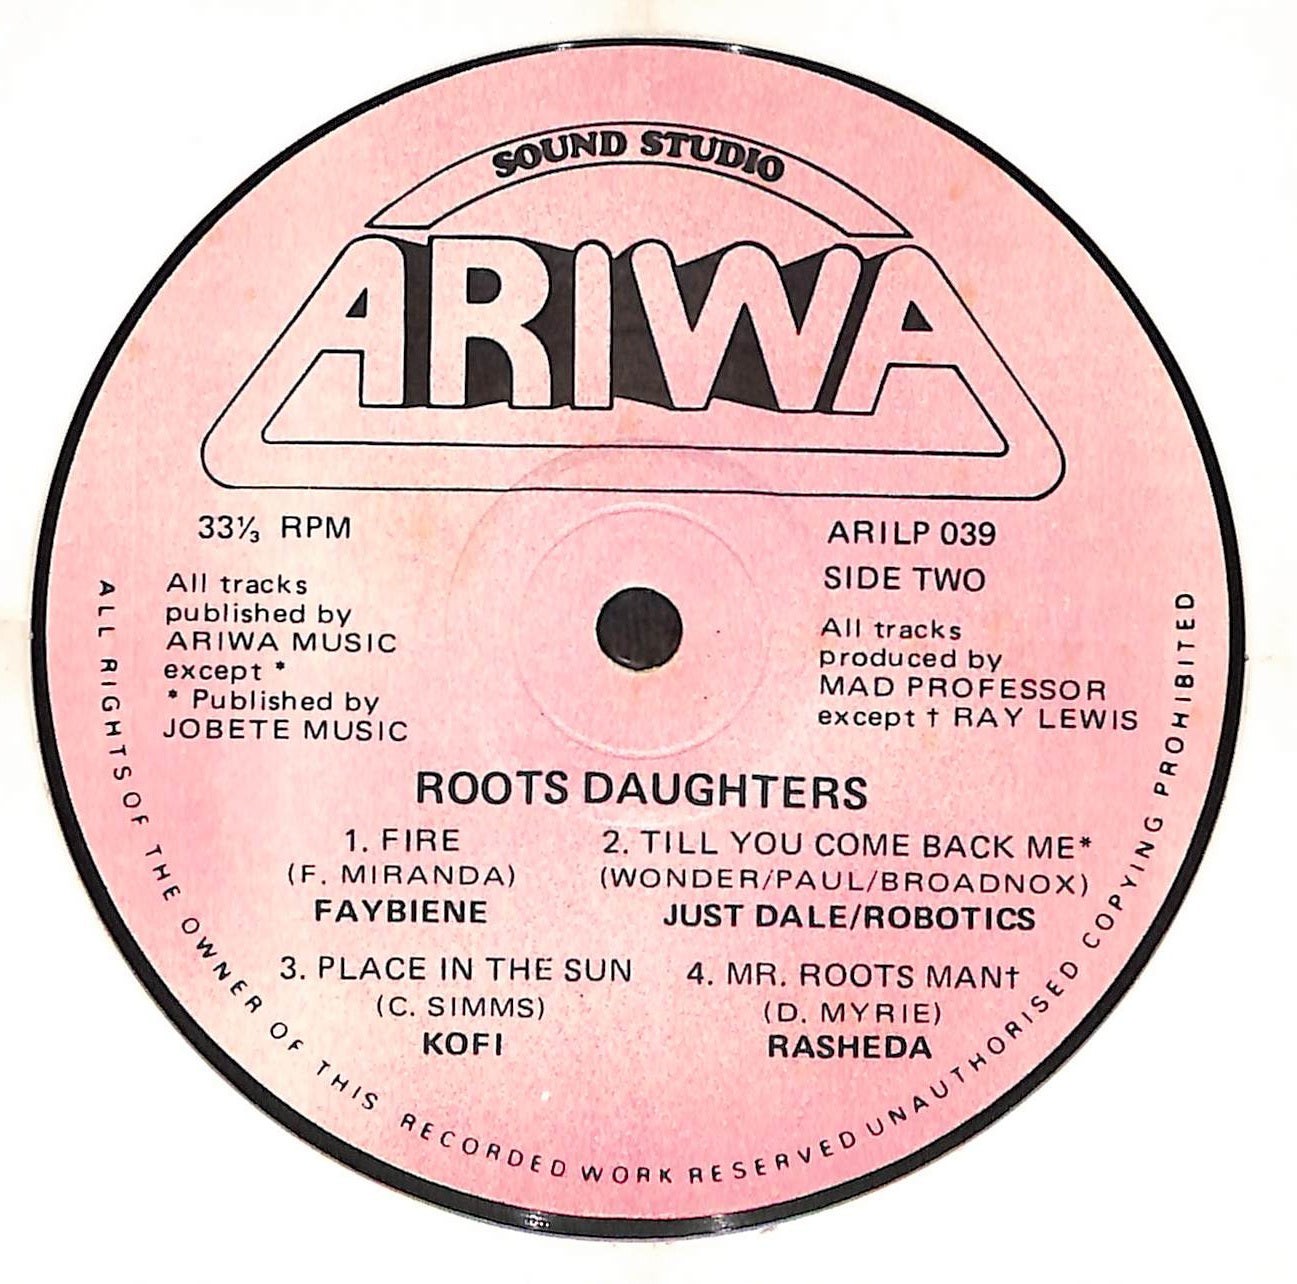 SOUND STUDIO
ARIWA
33⅓ RPM
All tracks
published by
ARIWA MUSIC
except *
* Published by
JOBETE MUSIC
ARILP 039
SIDE TWO
All tracks
produced by
MAD PROFESSOR
except † RAY LEWIS
ROOTS DAUGHTERS
1. FIRE
(F. MIRANDA)
FAYBIENE
2. TILL YOU COME BACK ME*
(WONDER/PAUL/BROADNOX)
JUST DALE/ROBOTICS
3. PLACE IN THE SUN
(C. SIMMS)
KOFI
4. MR. ROOTS MAN†
(D. MYRIE)
RASHEDA
ALL RIGHTS OF THE OWNER OF THIS RECORDED WORK RESERVED UNAUTHORISED COPYING PROHIBITED